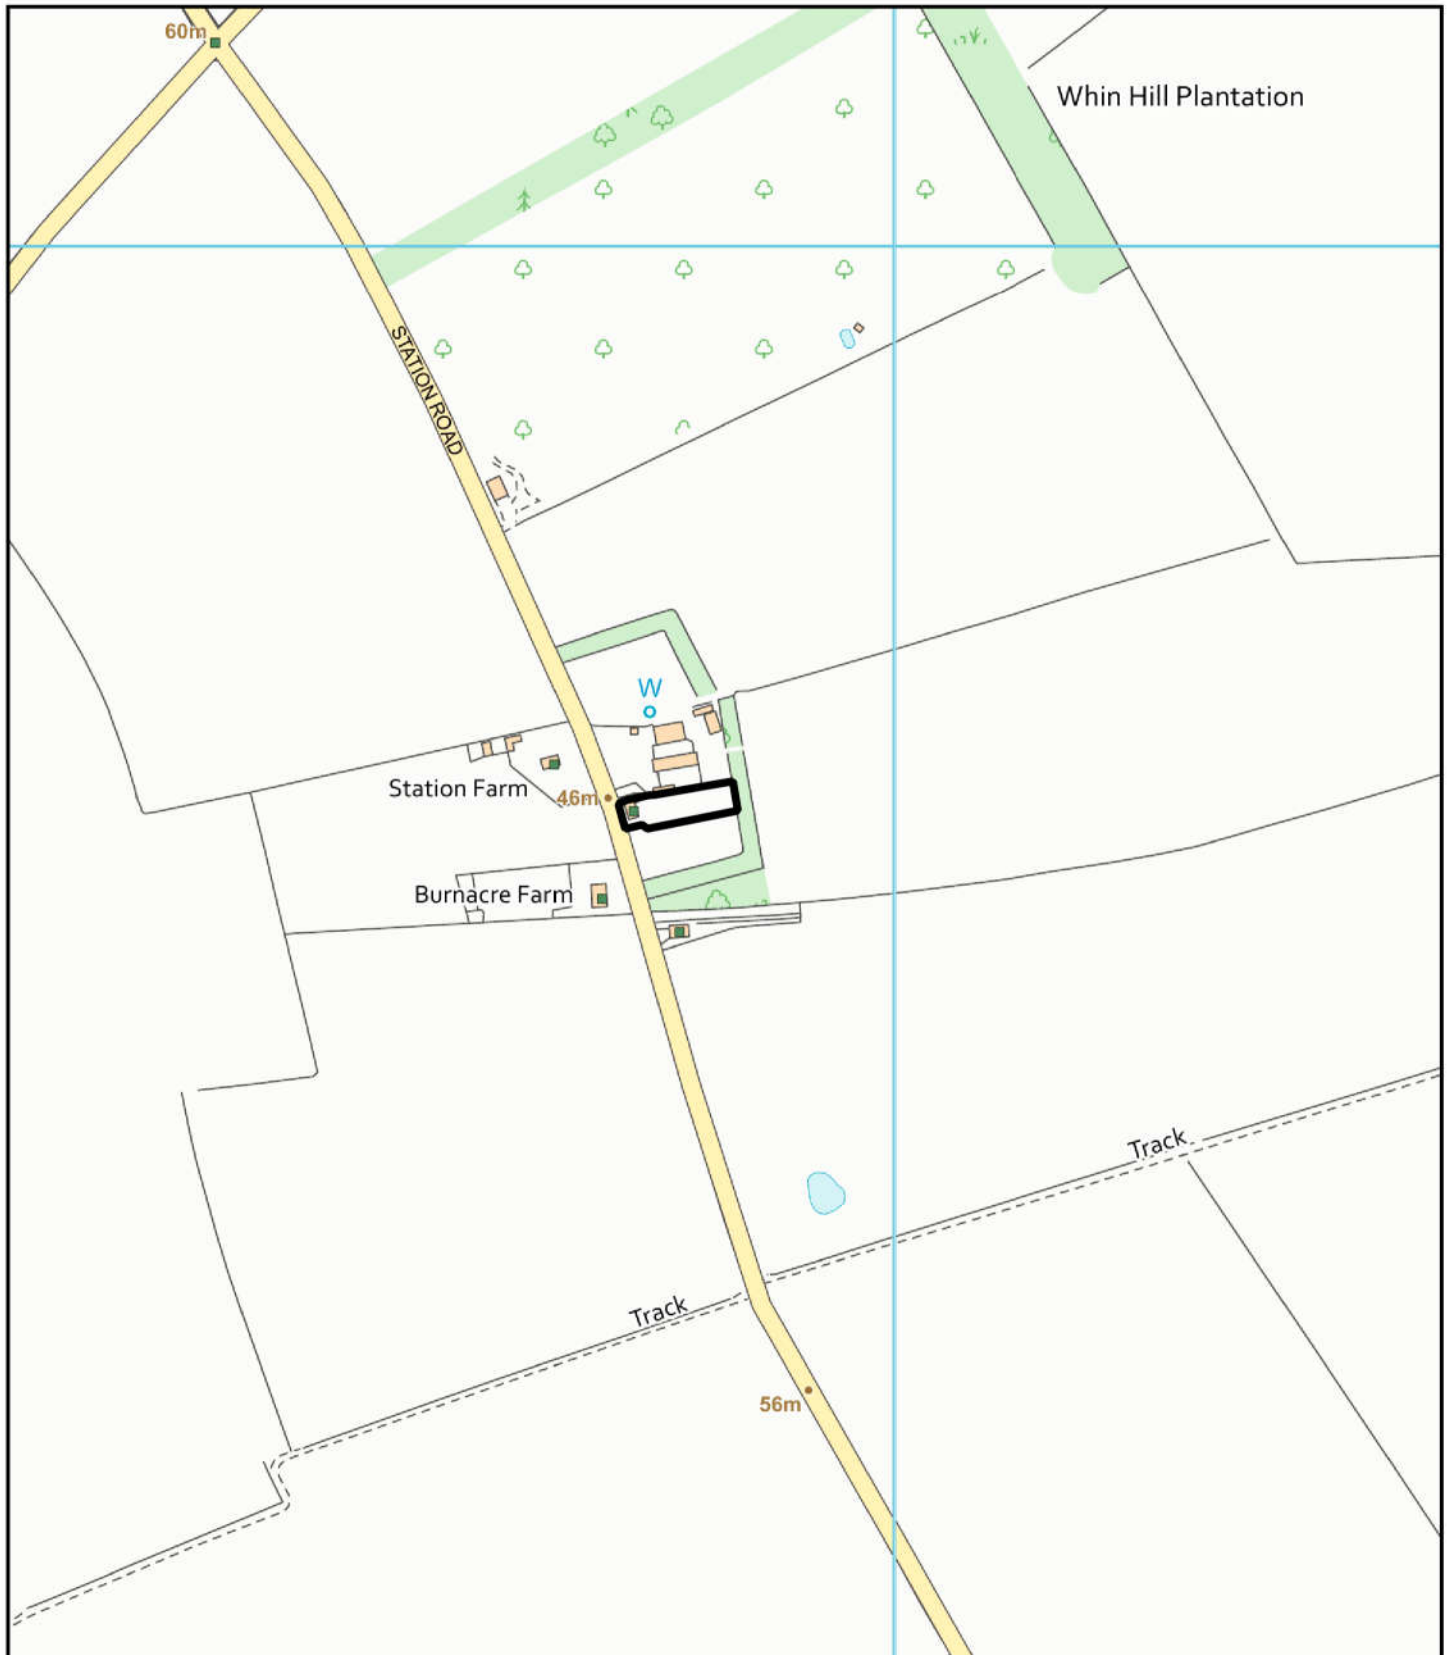 60m
Whin Hill Plantation
STATION ROAD
W
Station Farm
46m
Burnacre Farm
Track
Track
56m